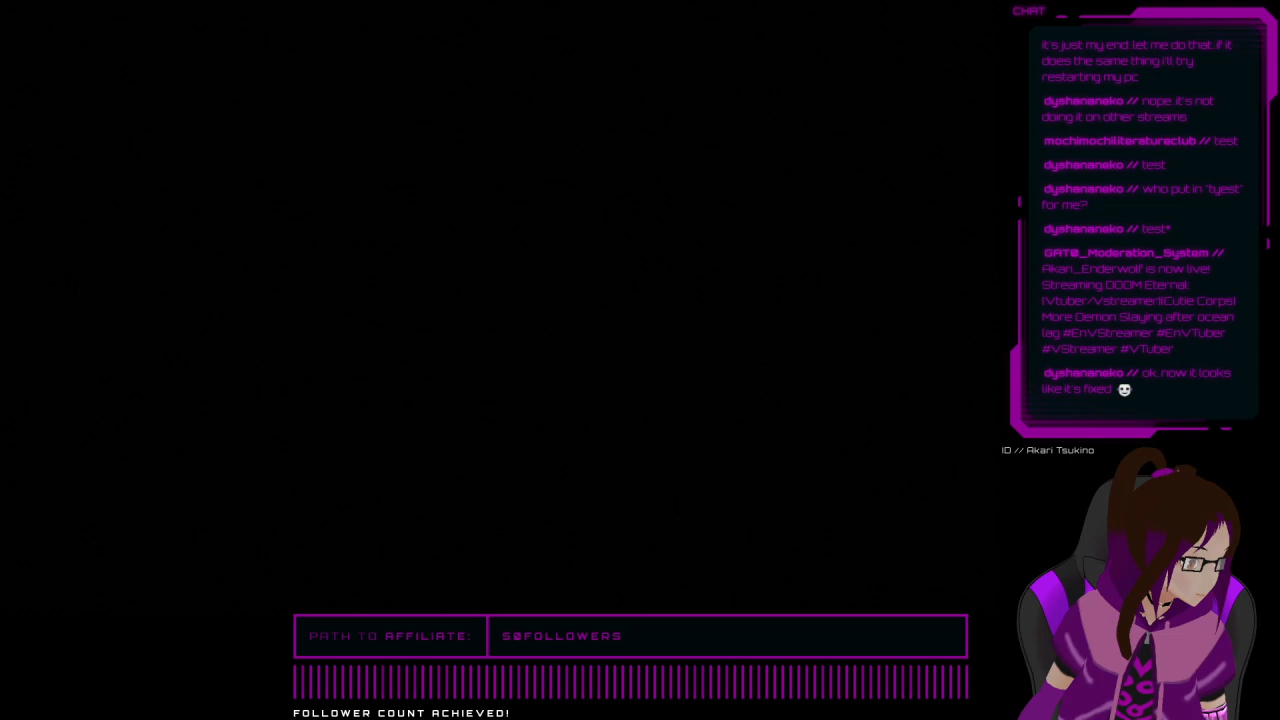 CHAT
it's just my end. let me do that. if it
does the same thing i'll try
restarting my pc
dyshananeko // nope. it's not
doing it on other streams
mochimochiliteratureclub // test
dyshananeko // test
dyshananeko // who put in "tyest"
for me?
dyshananeko // test*
GAT0_Moderation_System //
Akari_Enderwolf is now live!
Streaming DOOM Eternal:
[Vtuber/Vstreamer][Cutie Corps]
More Demon Slaying after ocean
lag #EnVStreamer #EnVTuber
#VStreamer #VTuber
dyshananeko // ok. now it looks
like it's fixed
ID // Akari Tsukino
PATH TO AFFILIATE: 50FOLLOWERS
FOLLOWER COUNT ACHIEVED!